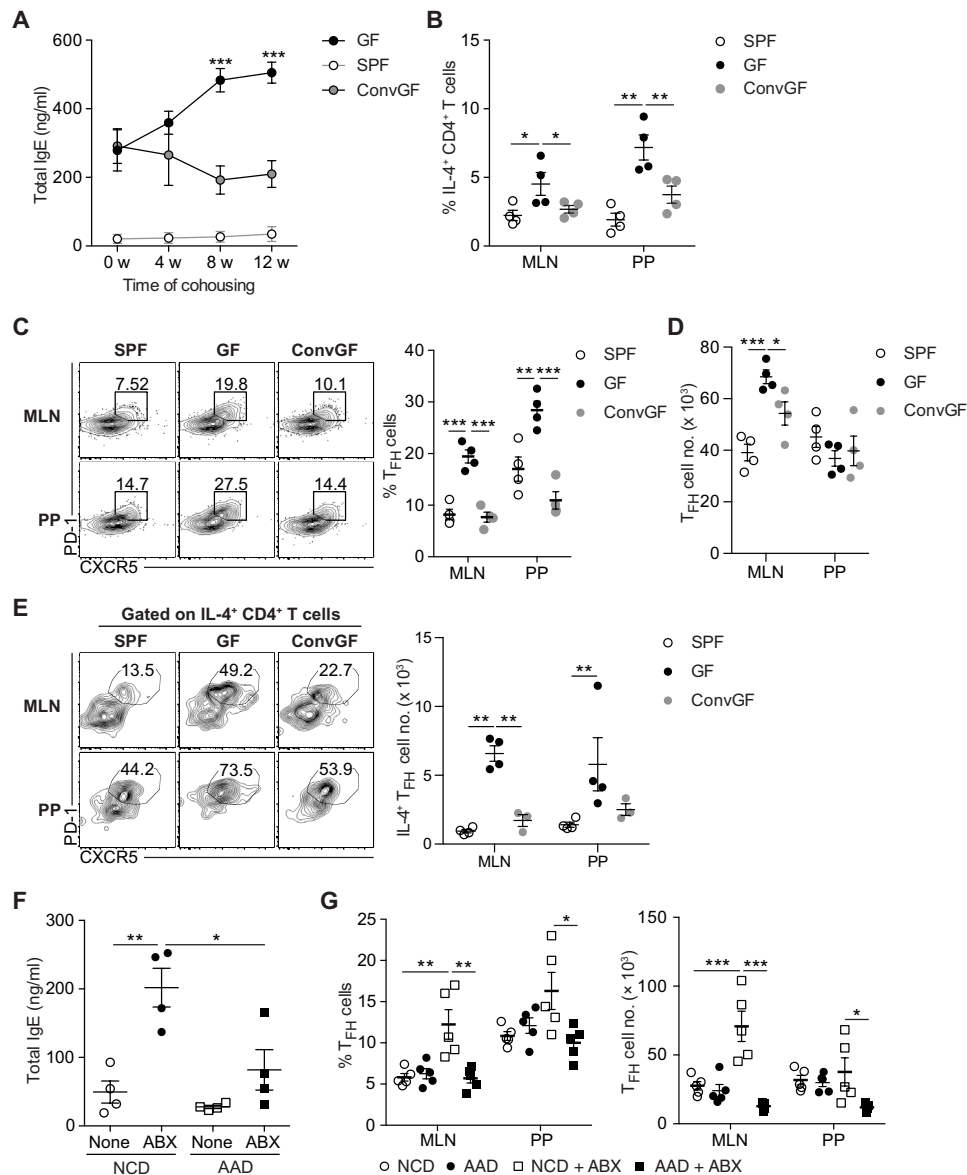 A
Total IgE (ng/ml)
600
400
200
0
0 w 4 w 8 w 12 w
Time of cohousing
*** ***
GF
SPF
ConvGF
B
% IL-4⁺ CD4⁺ T cells
15
10
5
0
* * ** **
MLN PP
SPF
GF
ConvGF
C
SPF GF ConvGF
MLN
7.52 19.8 10.1
PP
14.7 27.5 14.4
PD-1
CXCR5
% T_FH cells
40
30
20
10
0
*** *** ** ***
MLN PP
SPF
GF
ConvGF
D
T_FH cell no. (× 10³)
80
60
40
20
0
*** *
MLN PP
SPF
GF
ConvGF
E
Gated on IL-4⁺ CD4⁺ T cells
SPF GF ConvGF
MLN
13.5 49.2 22.7
PP
44.2 73.5 53.9
PD-1
CXCR5
IL-4⁺ T_FH cell no. (× 10³)
15
10
5
0
** ** **
MLN PP
SPF
GF
ConvGF
F
Total IgE (ng/ml)
300
200
100
0
** *
None ABX None ABX
NCD AAD
G
% T_FH cells
25
20
15
10
5
0
** ** *
MLN PP
T_FH cell no. (× 10³)
150
100
50
0
*** *** *
MLN PP
NCD AAD NCD + ABX AAD + ABX